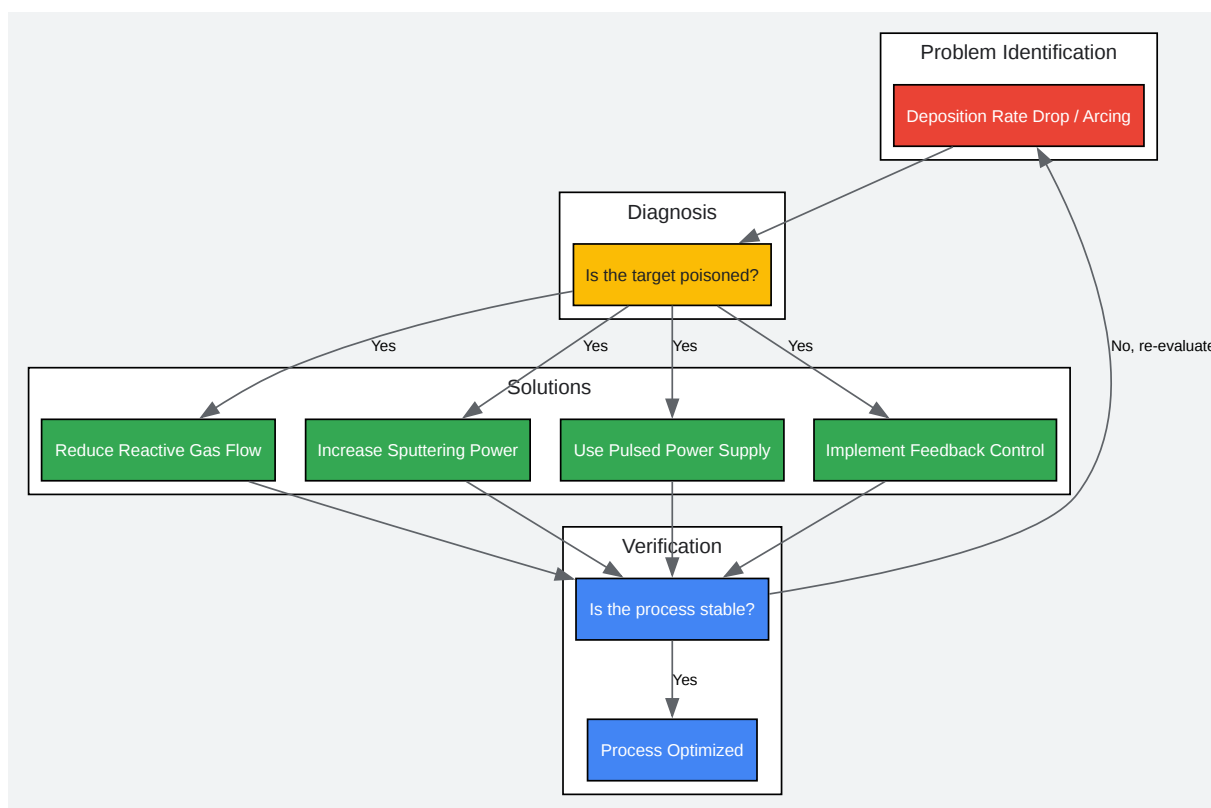 Problem Identification
Deposition Rate Drop / Arcing
Diagnosis
Is the target poisoned?
Yes
Yes
Yes
Yes
No, re-evaluate
Solutions
Reduce Reactive Gas Flow
Increase Sputtering Power
Use Pulsed Power Supply
Implement Feedback Control
Verification
Is the process stable?
Yes
Process Optimized